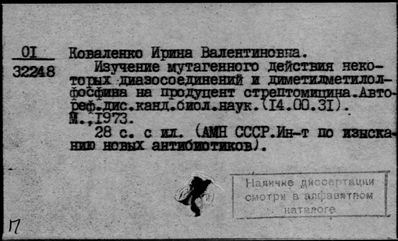 01
32248
Коваленко Ирина Валентиновна.
Изучение мутагенного действия неко-
торых диазосоединений и диметилметилол-
фосфина на продуцент стрептомицина.Авто-
реф.дис.канд.биол.наук.(14.00.31).
М.,1973.
28 с. с ил. (АМН СССР.Ин-т по изыска-
нию новых антибиотиков).
Наличие диссертации
смотри в алфавитном
каталоге
П